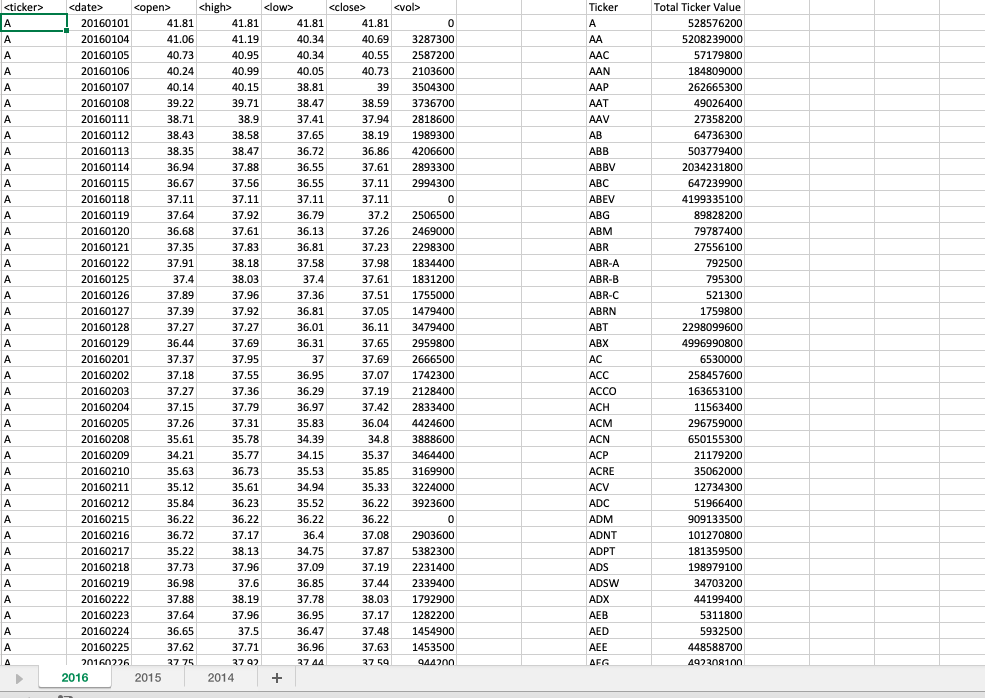 <ticker> <date> <open> <high> <low> <close> <vol> Ticker Total Ticker Value
A 20160101 41.81 41.81 41.81 41.81 0 A 528576200
A 20160104 41.06 41.19 40.34 40.69 3287300 AA 5208239000
A 20160105 40.73 40.95 40.34 40.55 2587200 AAC 57179800
A 20160106 40.24 40.99 40.05 40.73 2103600 AAN 184809000
A 20160107 40.14 40.15 38.81 39 3504300 AAP 262665300
A 20160108 39.22 39.71 38.47 38.59 3736700 AAT 49026400
A 20160111 38.71 38.9 37.41 37.94 2818600 AAV 27358200
A 20160112 38.43 38.58 37.65 38.19 1989300 AB 64736300
A 20160113 38.35 38.47 36.72 36.86 4206600 ABB 503779400
A 20160114 36.94 37.88 36.55 37.61 2893300 ABBV 2034231800
A 20160115 36.67 37.56 36.55 37.11 2994300 ABC 647239900
A 20160118 37.11 37.11 37.11 37.11 0 ABEV 4199335100
A 20160119 37.64 37.92 36.79 37.2 2506500 ABG 89828200
A 20160120 36.68 37.61 36.13 37.26 2469000 ABM 79787400
A 20160121 37.35 37.83 36.81 37.23 2298300 ABR 27556100
A 20160122 37.91 38.18 37.58 37.98 1834400 ABR-A 792500
A 20160125 37.4 38.03 37.4 37.61 1831200 ABR-B 795300
A 20160126 37.89 37.96 37.36 37.51 1755000 ABR-C 521300
A 20160127 37.39 37.92 36.81 37.05 1479400 ABRN 1759800
A 20160128 37.27 37.27 36.01 36.11 3479400 ABT 2298099600
A 20160129 36.44 37.69 36.31 37.65 2959800 ABX 4996990800
A 20160201 37.37 37.95 37 37.69 2666500 AC 6530000
A 20160202 37.18 37.55 36.95 37.07 1742300 ACC 258457600
A 20160203 37.27 37.36 36.29 37.19 2128400 ACCO 163653100
A 20160204 37.15 37.79 36.97 37.42 2833400 ACH 11563400
A 20160205 37.26 37.31 35.83 36.04 4424600 ACM 296759000
A 20160208 35.61 35.78 34.39 34.8 3888600 ACN 650155300
A 20160209 34.21 35.77 34.15 35.37 3464400 ACP 21179200
A 20160210 35.63 36.73 35.53 35.85 3169900 ACRE 35062000
A 20160211 35.12 35.61 34.94 35.33 3224000 ACV 12734300
A 20160212 35.84 36.23 35.52 36.22 3923600 ADC 51966400
A 20160215 36.22 36.22 36.22 36.22 0 ADM 909133500
A 20160216 36.72 37.17 36.4 37.08 2903600 ADNT 101270800
A 20160217 35.22 38.13 34.75 37.87 5382300 ADPT 181359500
A 20160218 37.73 37.96 37.09 37.19 2231400 ADS 198979100
A 20160219 36.98 37.6 36.85 37.44 2339400 ADSW 34703200
A 20160222 37.88 38.19 37.78 38.03 1792900 ADX 44199400
A 20160223 37.64 37.96 36.95 37.17 1282200 AEB 5311800
A 20160224 36.65 37.5 36.47 37.48 1454900 AED 5932500
A 20160225 37.62 37.71 36.96 37.63 1453500 AEE 448588700
A 20160226 37.75 37.92 37.44 37.59 944200 AEG 492308100
2016 2015 2014 +